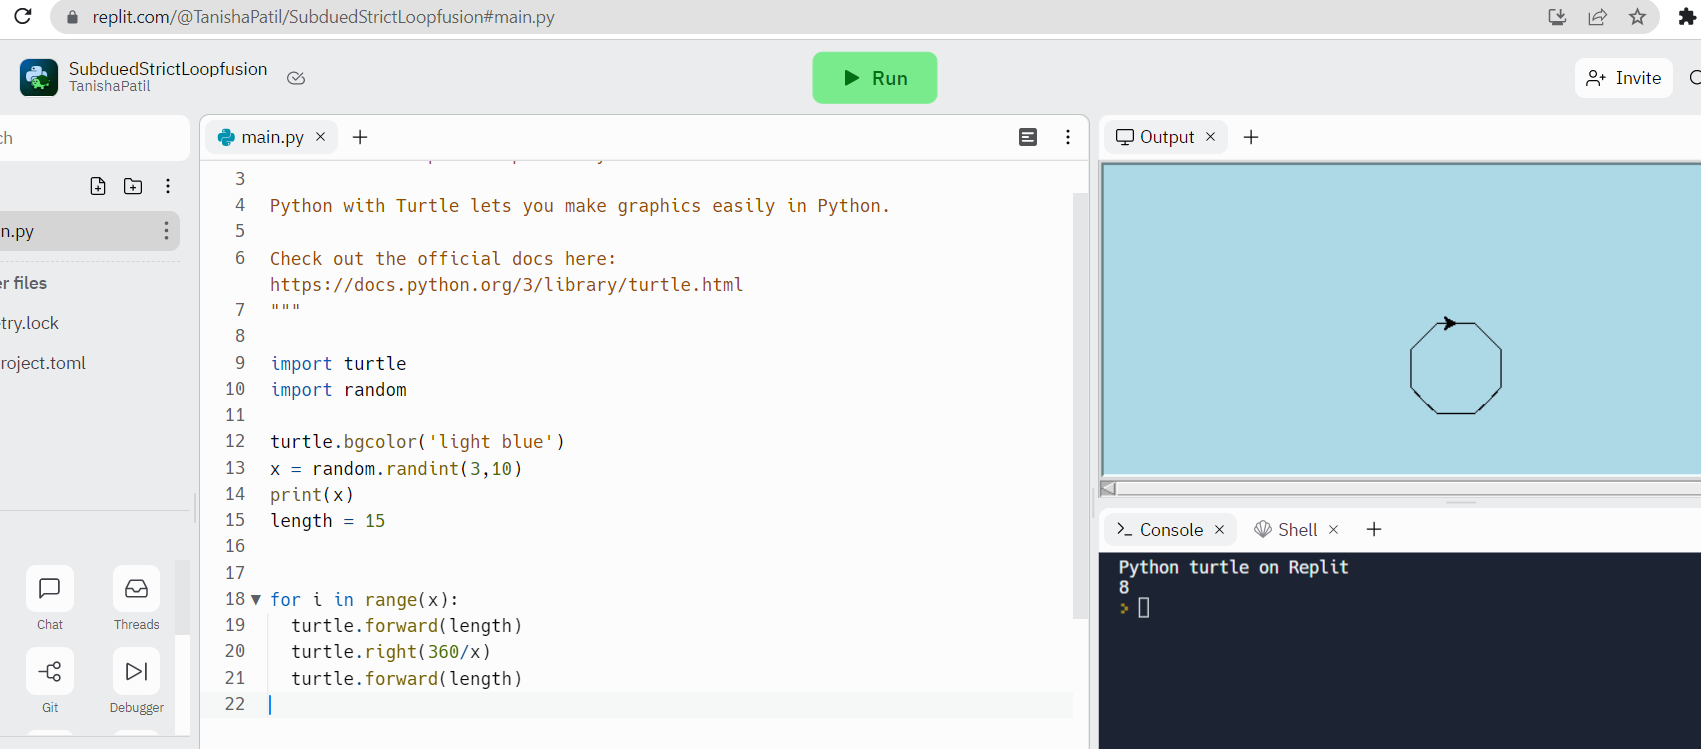 replit.com/@TanishaPatil/SubduedStrictLoopfusion#main.py
SubduedStrictLoopfusion
TanishaPatil
Run
Invite
ch
main.py
Output
n.py
er files
etry.lock
roject.toml
3
4 Python with Turtle lets you make graphics easily in Python.
5
6 Check out the official docs here:
https://docs.python.org/3/library/turtle.html
7 """
8
9 import turtle
10 import random
11
12 turtle.bgcolor('light blue')
13 x = random.randint(3,10)
14 print(x)
15 length = 15
16
17
18 for i in range(x):
19 turtle.forward(length)
20 turtle.right(360/x)
21 turtle.forward(length)
22
Chat
Threads
Git
Debugger
>_ Console
Shell
Python turtle on Replit
8
>